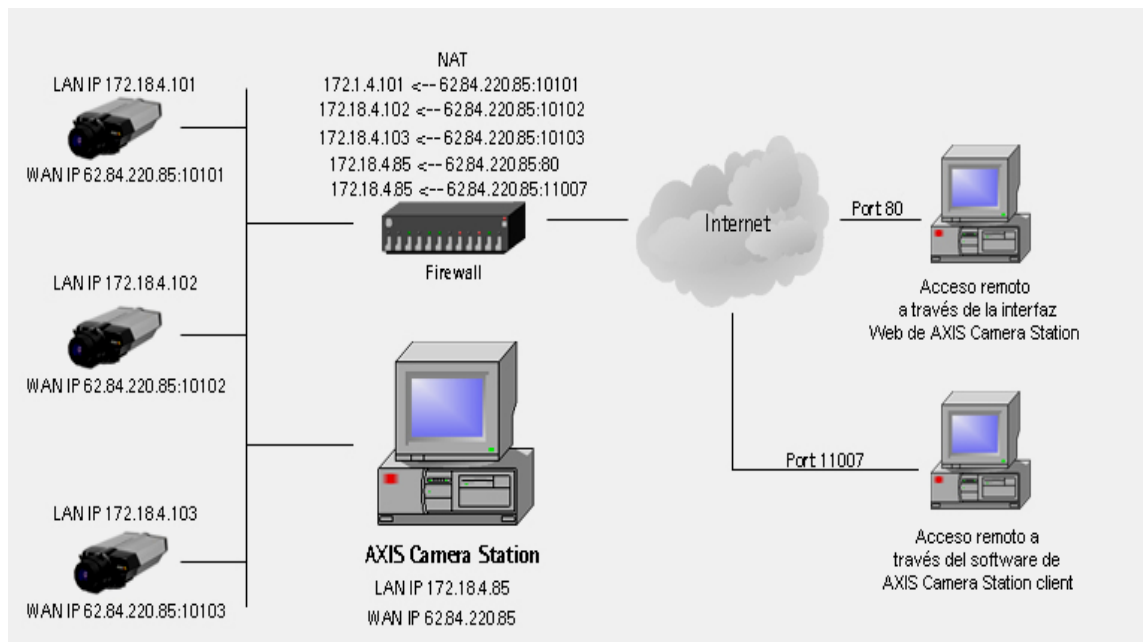 NAT
172.1.4.101 <-- 62.84.220.85:10101
172.18.4.102 <-- 62.84.220.85:10102
172.18.4.103 <-- 62.84.220.85:10103
172.18.4.85 <-- 62.84.220.85:80
172.18.4.85 <-- 62.84.220.85:11007
Firewall
LAN IP 172.18.4.101
WAN IP 62.84.220.85:10101
LAN IP 172.18.4.102
WAN IP 62.84.220.85:10102
LAN IP 172.18.4.103
WAN IP 62.84.220.85:10103
AXIS Camera Station
LAN IP 172.18.4.85
WAN IP 62.84.220.85
Internet
Port 80
Acceso remoto
a través de la interfaz
Web de AXIS Camera Station
Port 11007
Acceso remoto a
través del software de
AXIS Camera Station client